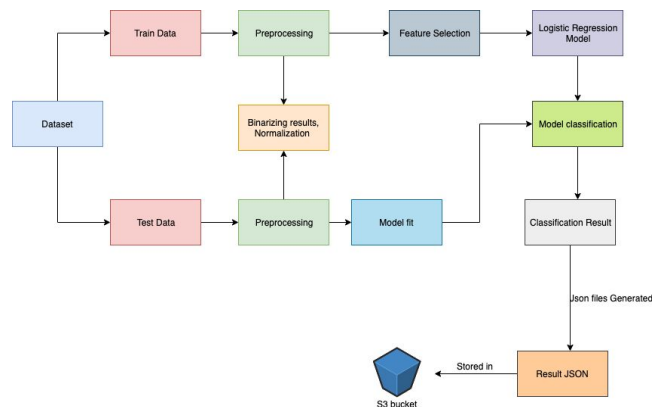 Train Data
Preprocessing
Feature Selection
Logistic Regression
Model
Dataset
Binarizing results,
Normalization
Model classification
Test Data
Preprocessing
Model fit
Classification Result
Json files Generated
Stored in
Result JSON
S3 bucket